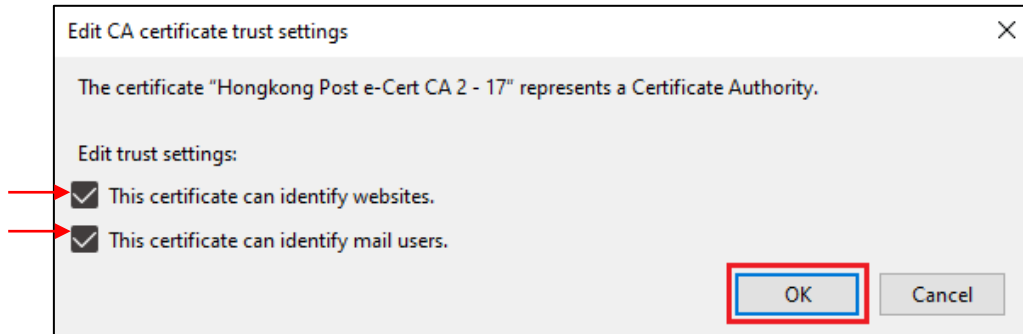 Edit CA certificate trust settings
The certificate “Hongkong Post e-Cert CA 2 - 17” represents a Certificate Authority.
Edit trust settings:
This certificate can identify websites.
This certificate can identify mail users.
OK Cancel